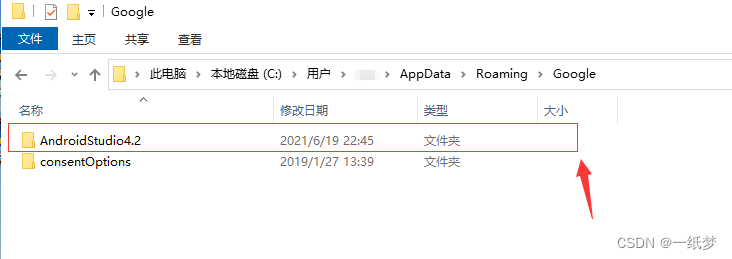 Google
文件 主页 共享 查看
此电脑 本地磁盘 (C:) 用户 AppData Roaming Google
名称 修改日期 类型 大小
AndroidStudio4.2 2021/6/19 22:45 文件夹
consentOptions 2019/1/27 13:39 文件夹
CSDN @一纸梦